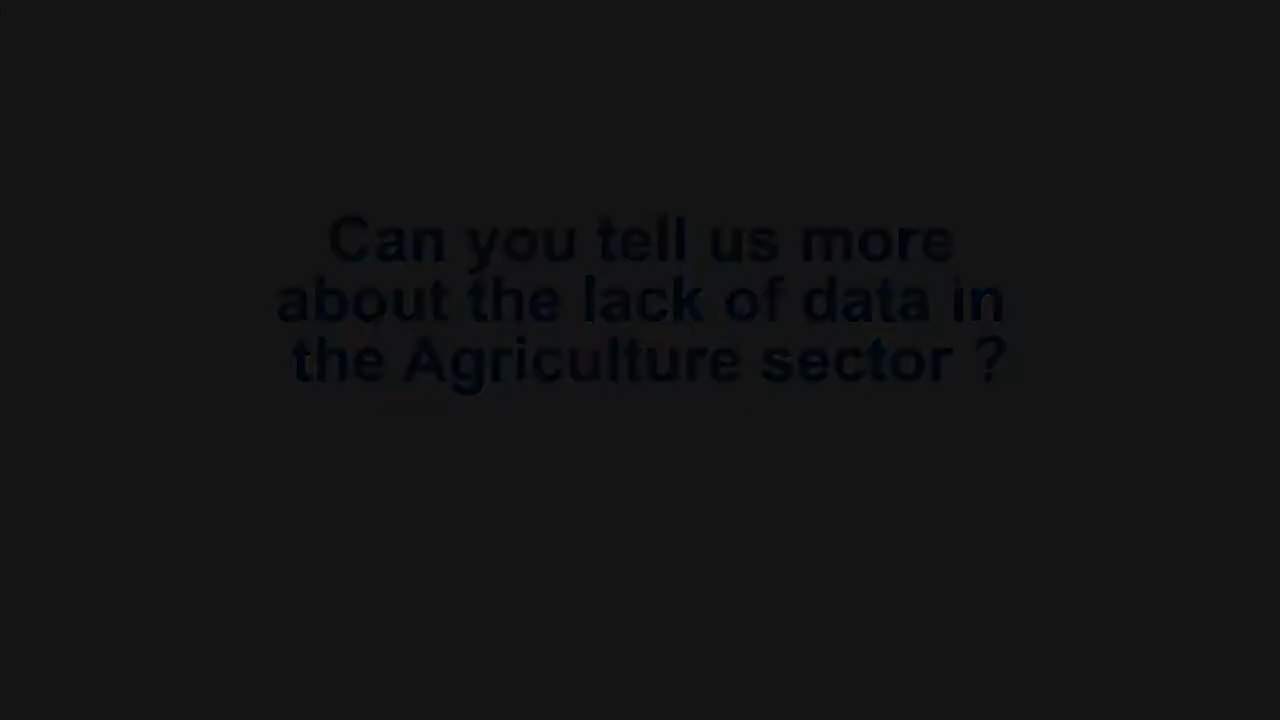 Can you tell us more
about the lack of data in
the Agriculture sector ?